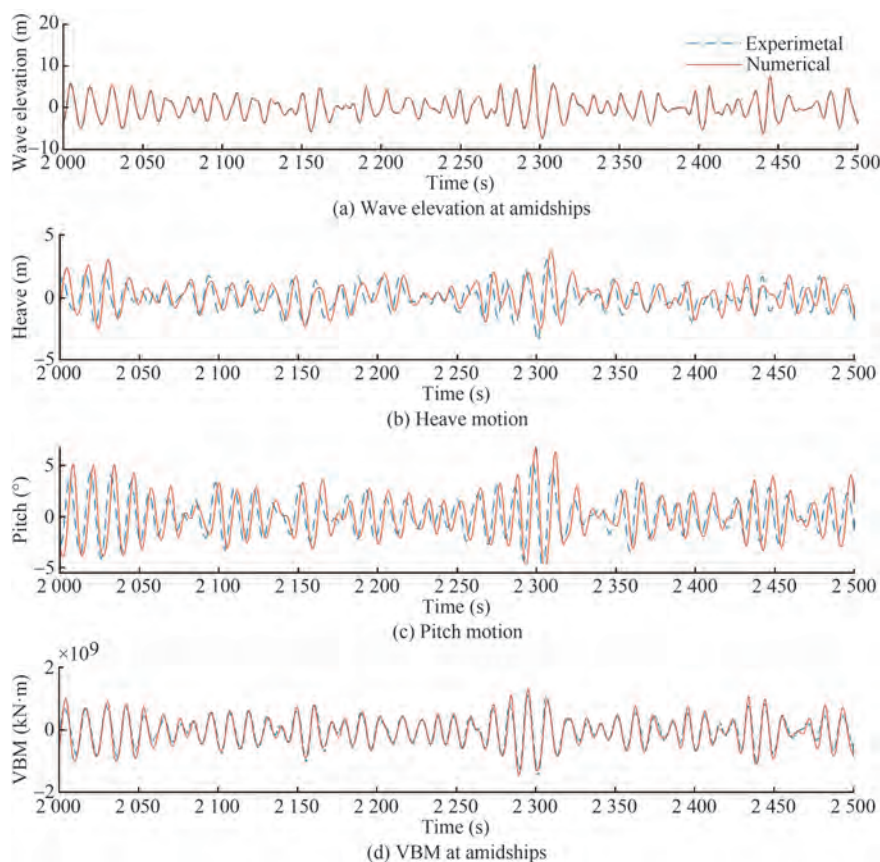 20
10
0
−10
Wave elevation (m)
Experimetal
Numerical
2 000 2 050 2 100 2 150 2 200 2 250 2 300 2 350 2 400 2 450 2 500
Time (s)
(a) Wave elevation at amidships
5
0
−5
Heave (m)
2 000 2 050 2 100 2 150 2 200 2 250 2 300 2 350 2 400 2 450 2 500
Time (s)
(b) Heave motion
5
0
−5
Pitch (°)
2 000 2 050 2 100 2 150 2 200 2 250 2 300 2 350 2 400 2 450 2 500
Time (s)
(c) Pitch motion
×10⁹
2
0
−2
VBM (kN·m)
2 000 2 050 2 100 2 150 2 200 2 250 2 300 2 350 2 400 2 450 2 500
Time (s)
(d) VBM at amidships